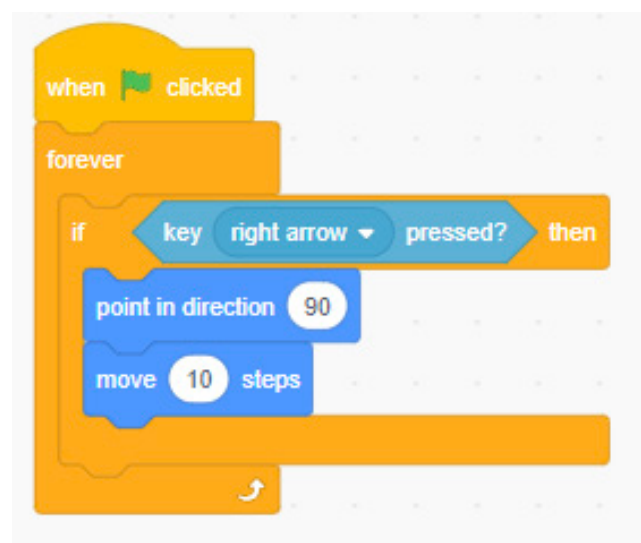 when clicked
forever
if key right arrow pressed? then
point in direction 90
move 10 steps